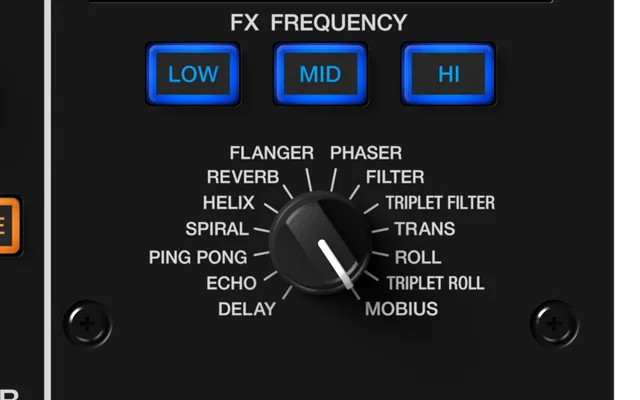 FX FREQUENCY
LOW
MID
HI
FLANGER
PHASER
REVERB
FILTER
HELIX
TRIPLET FILTER
SPIRAL
TRANS
PING PONG
ROLL
ECHO
TRIPLET ROLL
DELAY
MOBIUS
E
R